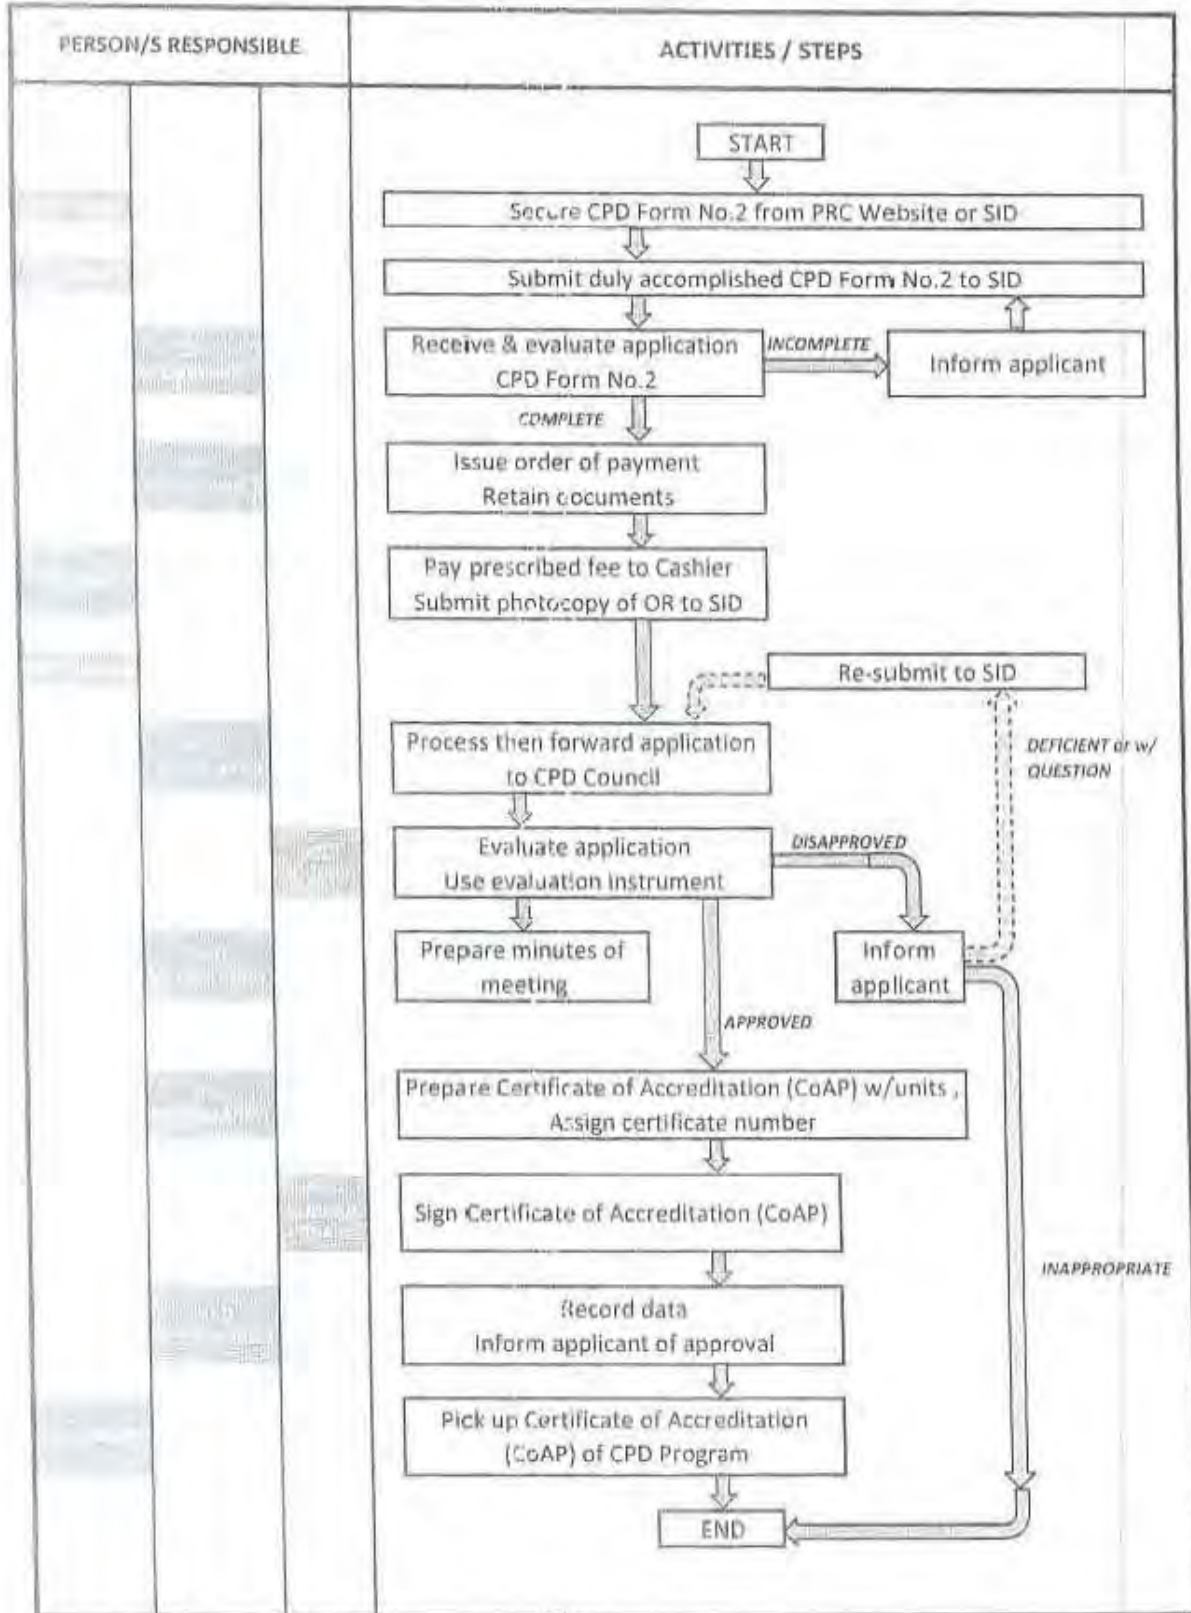 PERSON/S RESPONSIBLE
ACTIVITIES / STEPS
START
Secure CPD Form No.2 from PRC Website or SID
Submit duly accomplished CPD Form No.2 to SID
Receive & evaluate application
CPD Form No.2
INCOMPLETE
Inform applicant
COMPLETE
Issue order of payment
Retain documents
Pay prescribed fee to Cashier
Submit photocopy of OR to SID
Re-submit to SID
Process then forward application
to CPD Council
DEFICIENT or w/
QUESTION
Evaluate application
Use evaluation instrument
DISAPPROVED
Prepare minutes of
meeting
Inform
applicant
APPROVED
Prepare Certificate of Accreditation (CoAP) w/units ,
Assign certificate number
Sign Certificate of Accreditation (CoAP)
INAPPROPRIATE
Record data
Inform applicant of approval
Pick up Certificate of Accreditation
(CoAP) of CPD Program
END